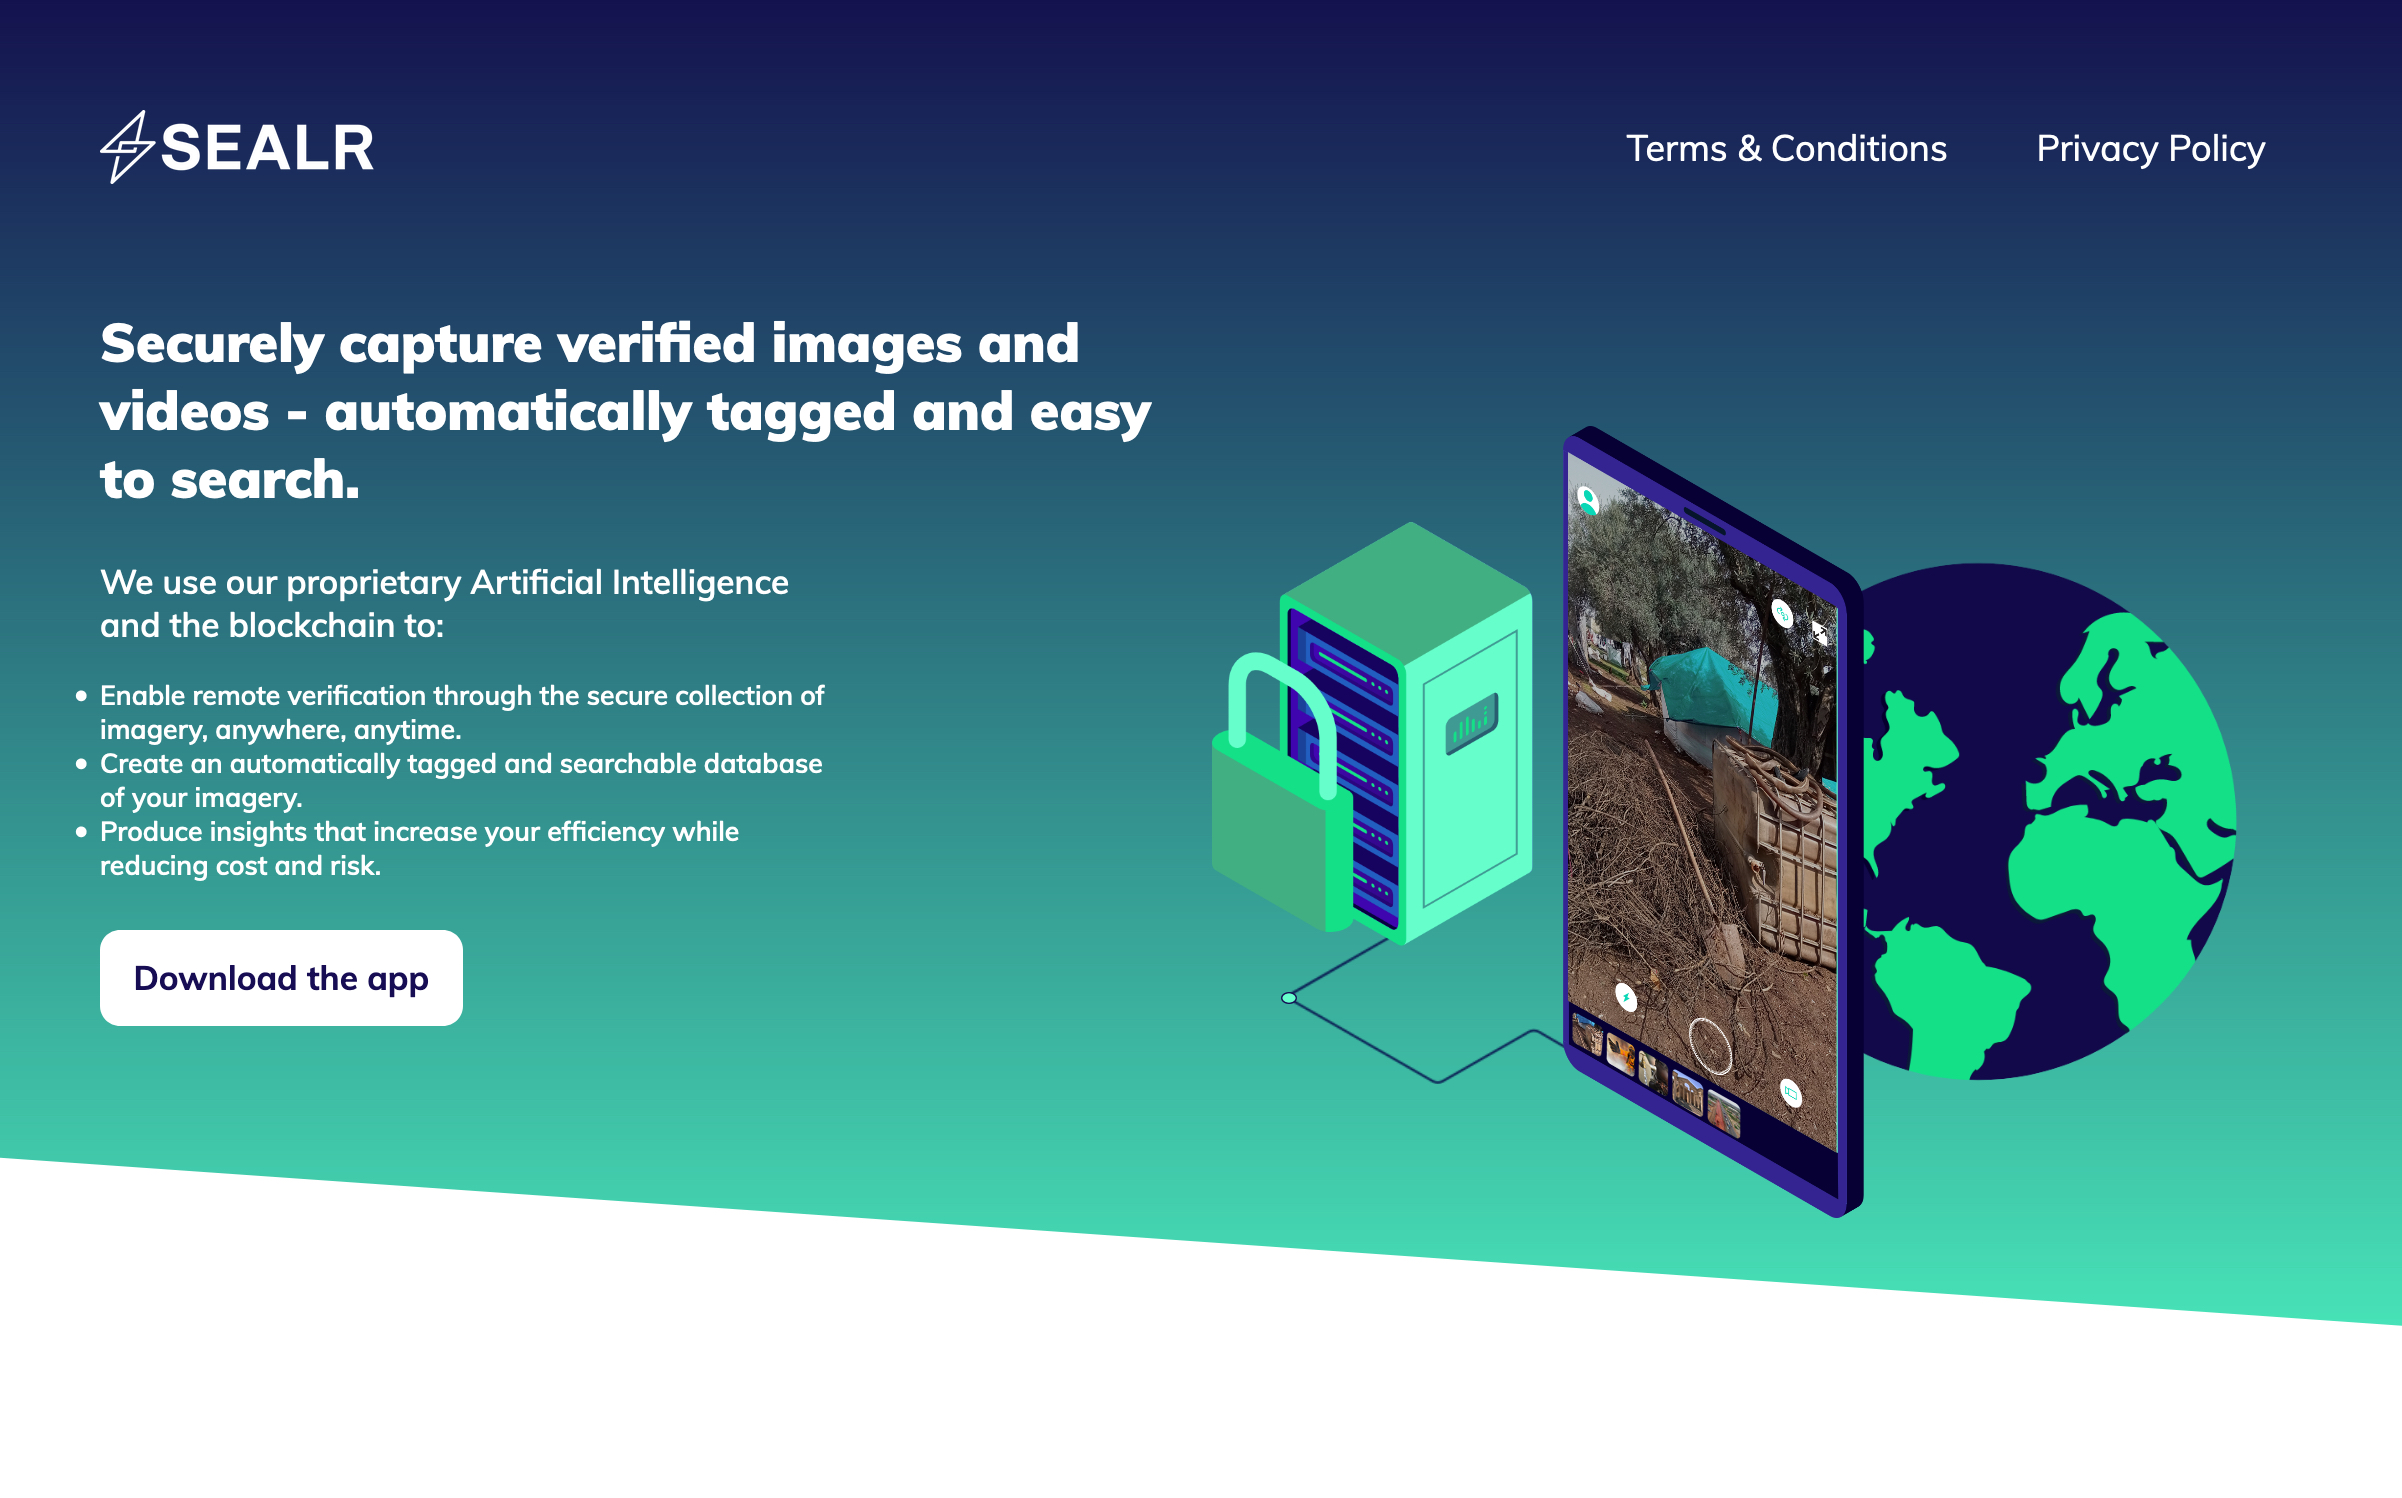 SEALR
Terms & Conditions
Privacy Policy
Securely capture verified images and
videos - automatically tagged and easy
to search.
We use our proprietary Artificial Intelligence
and the blockchain to:
• Enable remote verification through the secure collection of
imagery, anywhere, anytime.
• Create an automatically tagged and searchable database
of your imagery.
• Produce insights that increase your efficiency while
reducing cost and risk.
Download the app